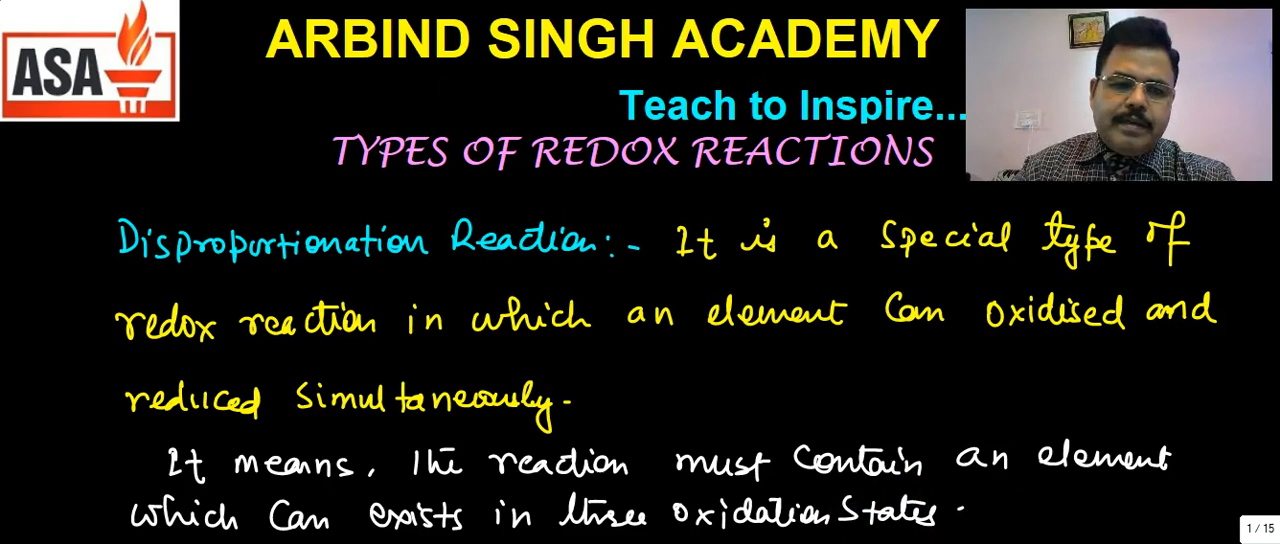 ASA
ARBIND SINGH ACADEMY
Teach to Inspire...
TYPES OF REDOX REACTIONS
Disproportionation Reaction:- It is a special type of
redox reaction in which an element can oxidised and
reduced simultaneously.
It means, the reaction must contain an element
which can exists in three oxidation states.
1 / 15